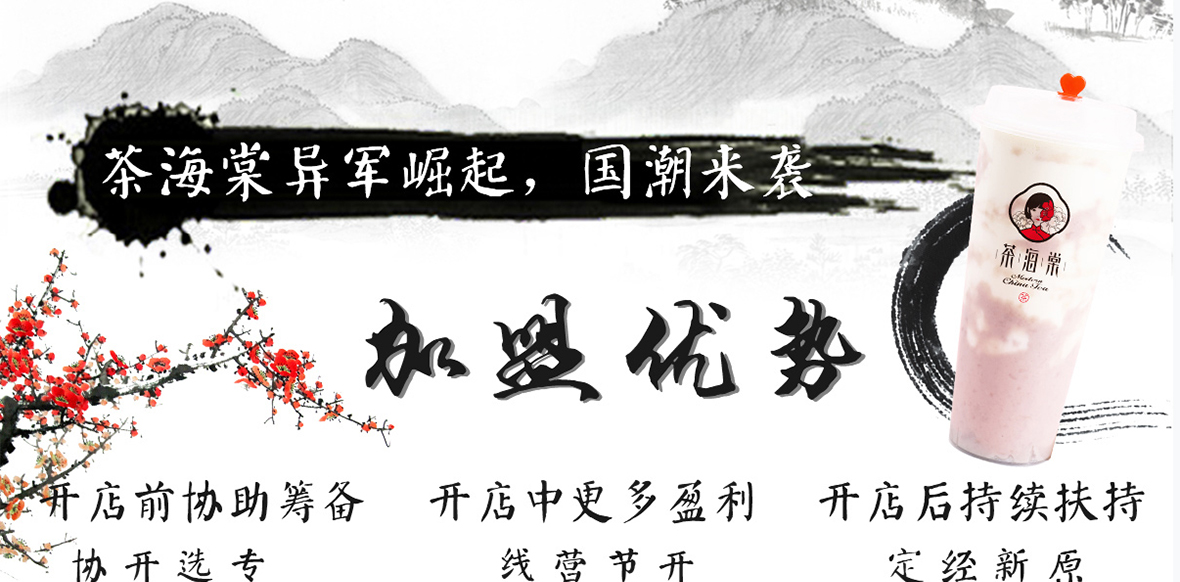 茶海棠异军崛起，国潮来袭
茶海棠
Modern
China Tea
加盟优势
开店前协助筹备
开店中更多盈利
开店后持续扶持
协开选专
线营节开
定经新原